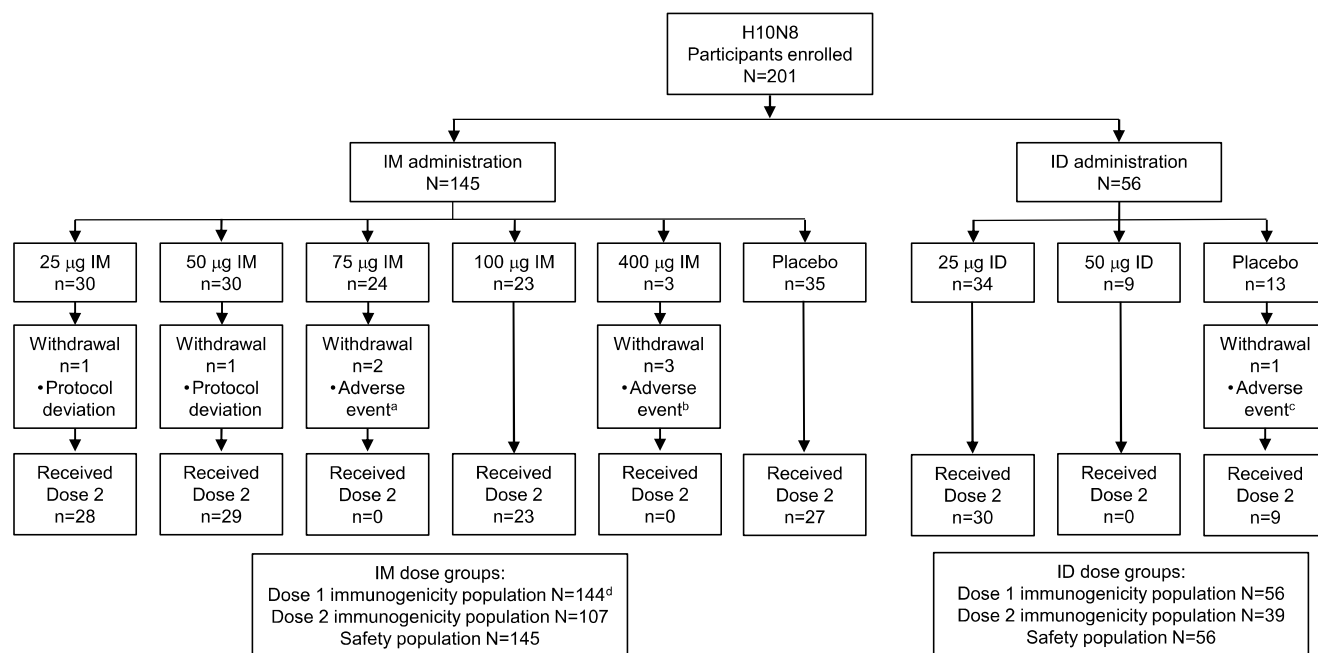 H10N8
Participants enrolled
N=201
IM administration
N=145
ID administration
N=56
25 μg IM
n=30
50 μg IM
n=30
75 μg IM
n=24
100 μg IM
n=23
400 μg IM
n=3
Placebo
n=35
25 μg ID
n=34
50 μg ID
n=9
Placebo
n=13
Withdrawal
n=1
•Protocol
deviation
Withdrawal
n=1
•Protocol
deviation
Withdrawal
n=2
•Adverse
eventᵃ
Withdrawal
n=3
•Adverse
eventᵇ
Withdrawal
n=1
•Adverse
eventᶜ
Received
Dose 2
n=28
Received
Dose 2
n=29
Received
Dose 2
n=0
Received
Dose 2
n=23
Received
Dose 2
n=0
Received
Dose 2
n=27
Received
Dose 2
n=30
Received
Dose 2
n=0
Received
Dose 2
n=9
IM dose groups:
Dose 1 immunogenicity population N=144ᵈ
Dose 2 immunogenicity population N=107
Safety population N=145
ID dose groups:
Dose 1 immunogenicity population N=56
Dose 2 immunogenicity population N=39
Safety population N=56